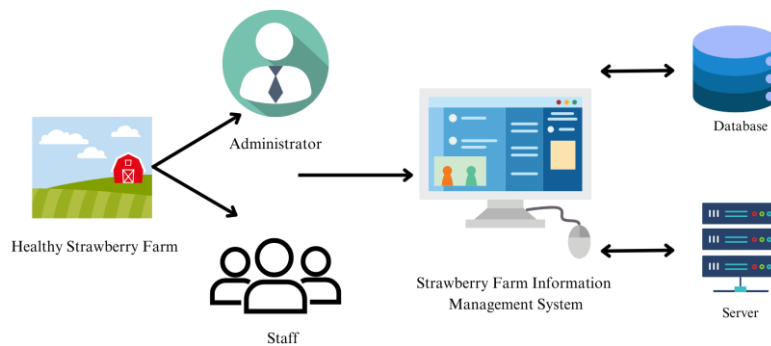 Administrator
Database
Healthy Strawberry Farm
Strawberry Farm Information
Management System
Server
Staff